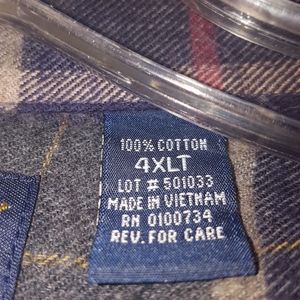 100% COTTON
4XLT
LOT # 501033
MADE IN VIETNAM
RN 0100734
REV. FOR CARE